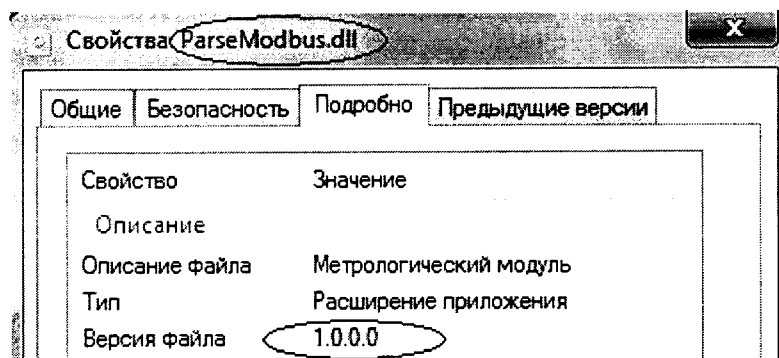 Свойства ParseModbus.dll
Общие Безопасность Подробно Предыдущие версии
Свойство Значение
Описание
Описание файла Метрологический модуль
Тип Расширение приложения
Версия файла 1.0.0.0